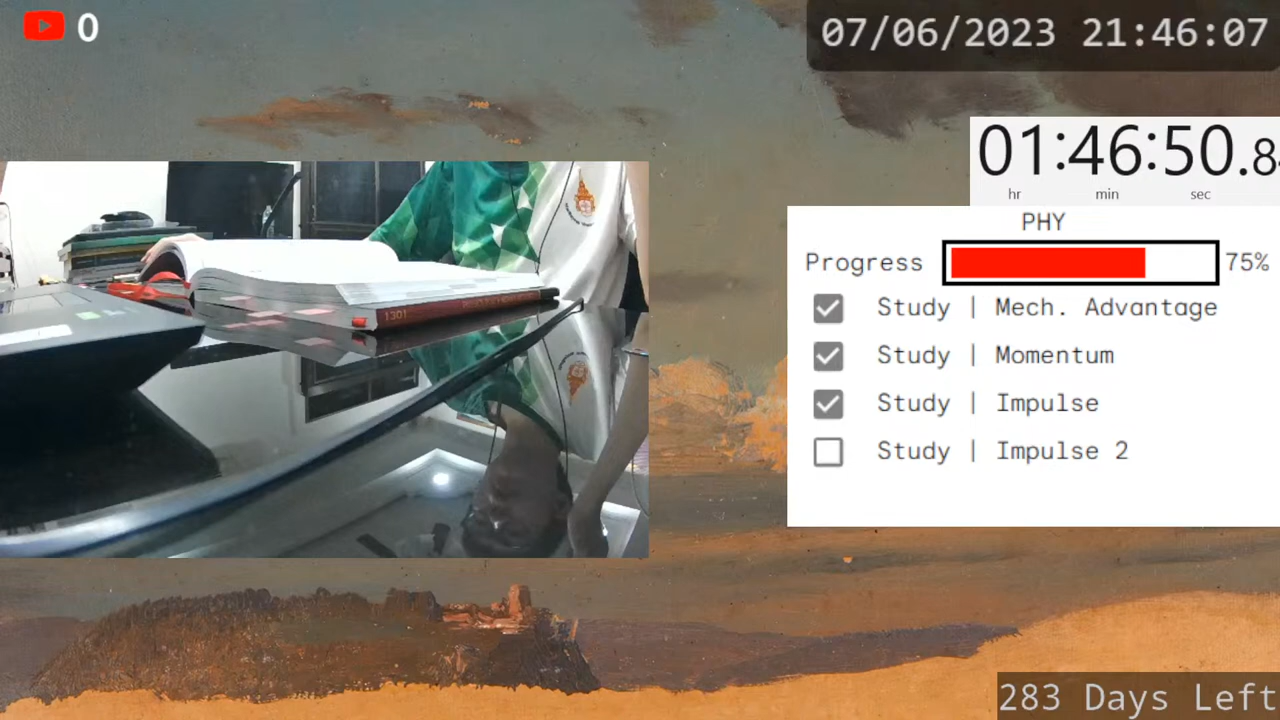 0
07/06/2023 21:46:07
01:46:50.8
hr min sec
PHY
Progress 75%
Study | Mech. Advantage
Study | Momentum
Study | Impulse
Study | Impulse 2
1301
283 Days Left